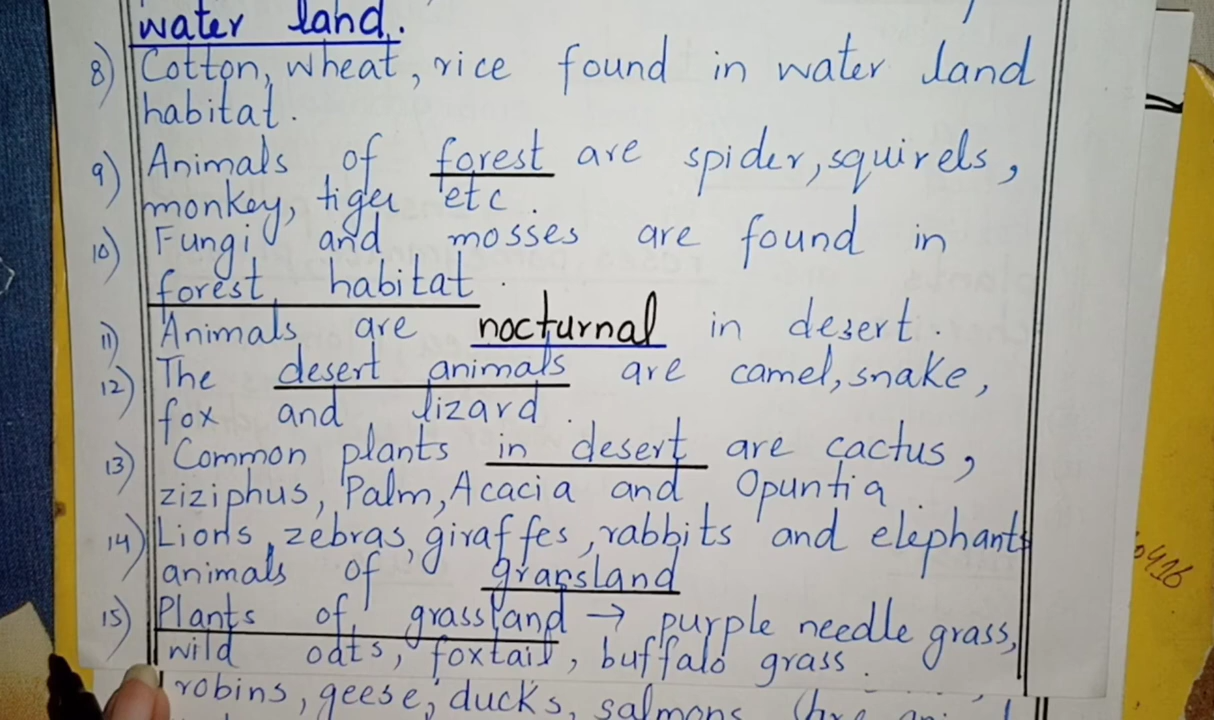 water land.
8) Cotton, wheat, rice found in water land
habitat.
9) Animals of forest are spider, squirels,
monkey, tiger etc.
10) Fungi and mosses are found in
forest habitat.
11) Animals are nocturnal in desert.
12) The desert animals are camel, snake,
fox and lizard.
13) Common plants in desert are cactus,
ziziphus, Palm, Acacia and Opuntia
14) Lions, zebras, giraffes, rabbits and elephants
animals of grassland
15) Plants of grassland → purple needle grass,
wild oats, foxtail, buffalo grass.
robins, geese, ducks, salmons